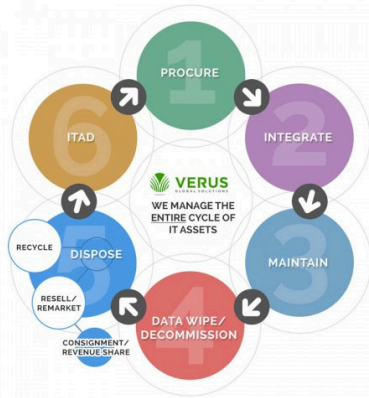 1
PROCURE
2
INTEGRATE
3
MAINTAIN
4
DATA WIPE/
DECOMMISSION
5
DISPOSE
RECYCLE
RESELL/
REMARKET
CONSIGNMENT/
REVENUE SHARE
6
ITAD
VERUS
GLOBAL SOLUTIONS
WE MANAGE THE
ENTIRE CYCLE OF
IT ASSETS